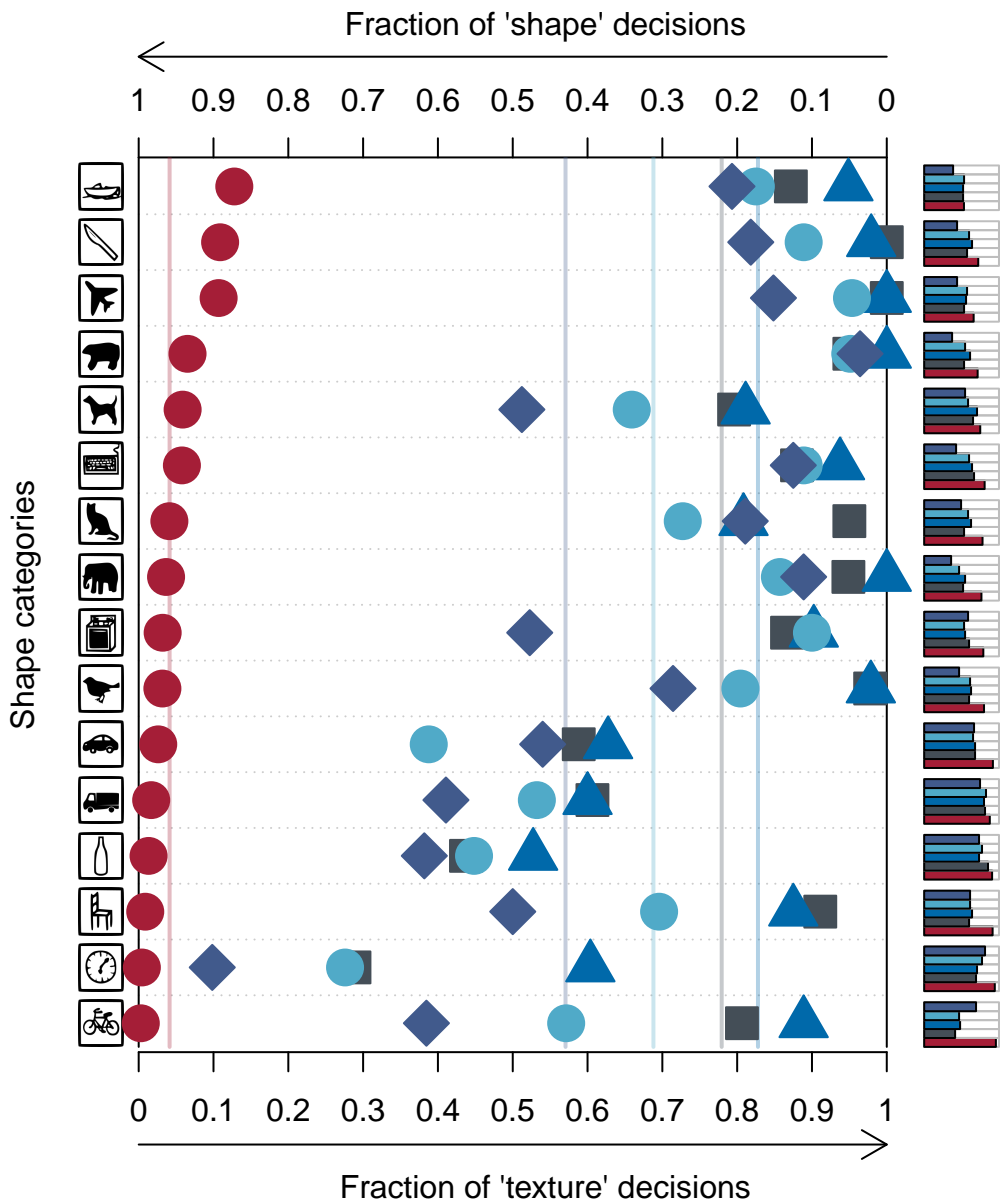 Fraction of 'shape' decisions
1 0.9 0.8 0.7 0.6 0.5 0.4 0.3 0.2 0.1 0
Shape categories
0 0.1 0.2 0.3 0.4 0.5 0.6 0.7 0.8 0.9 1
Fraction of 'texture' decisions